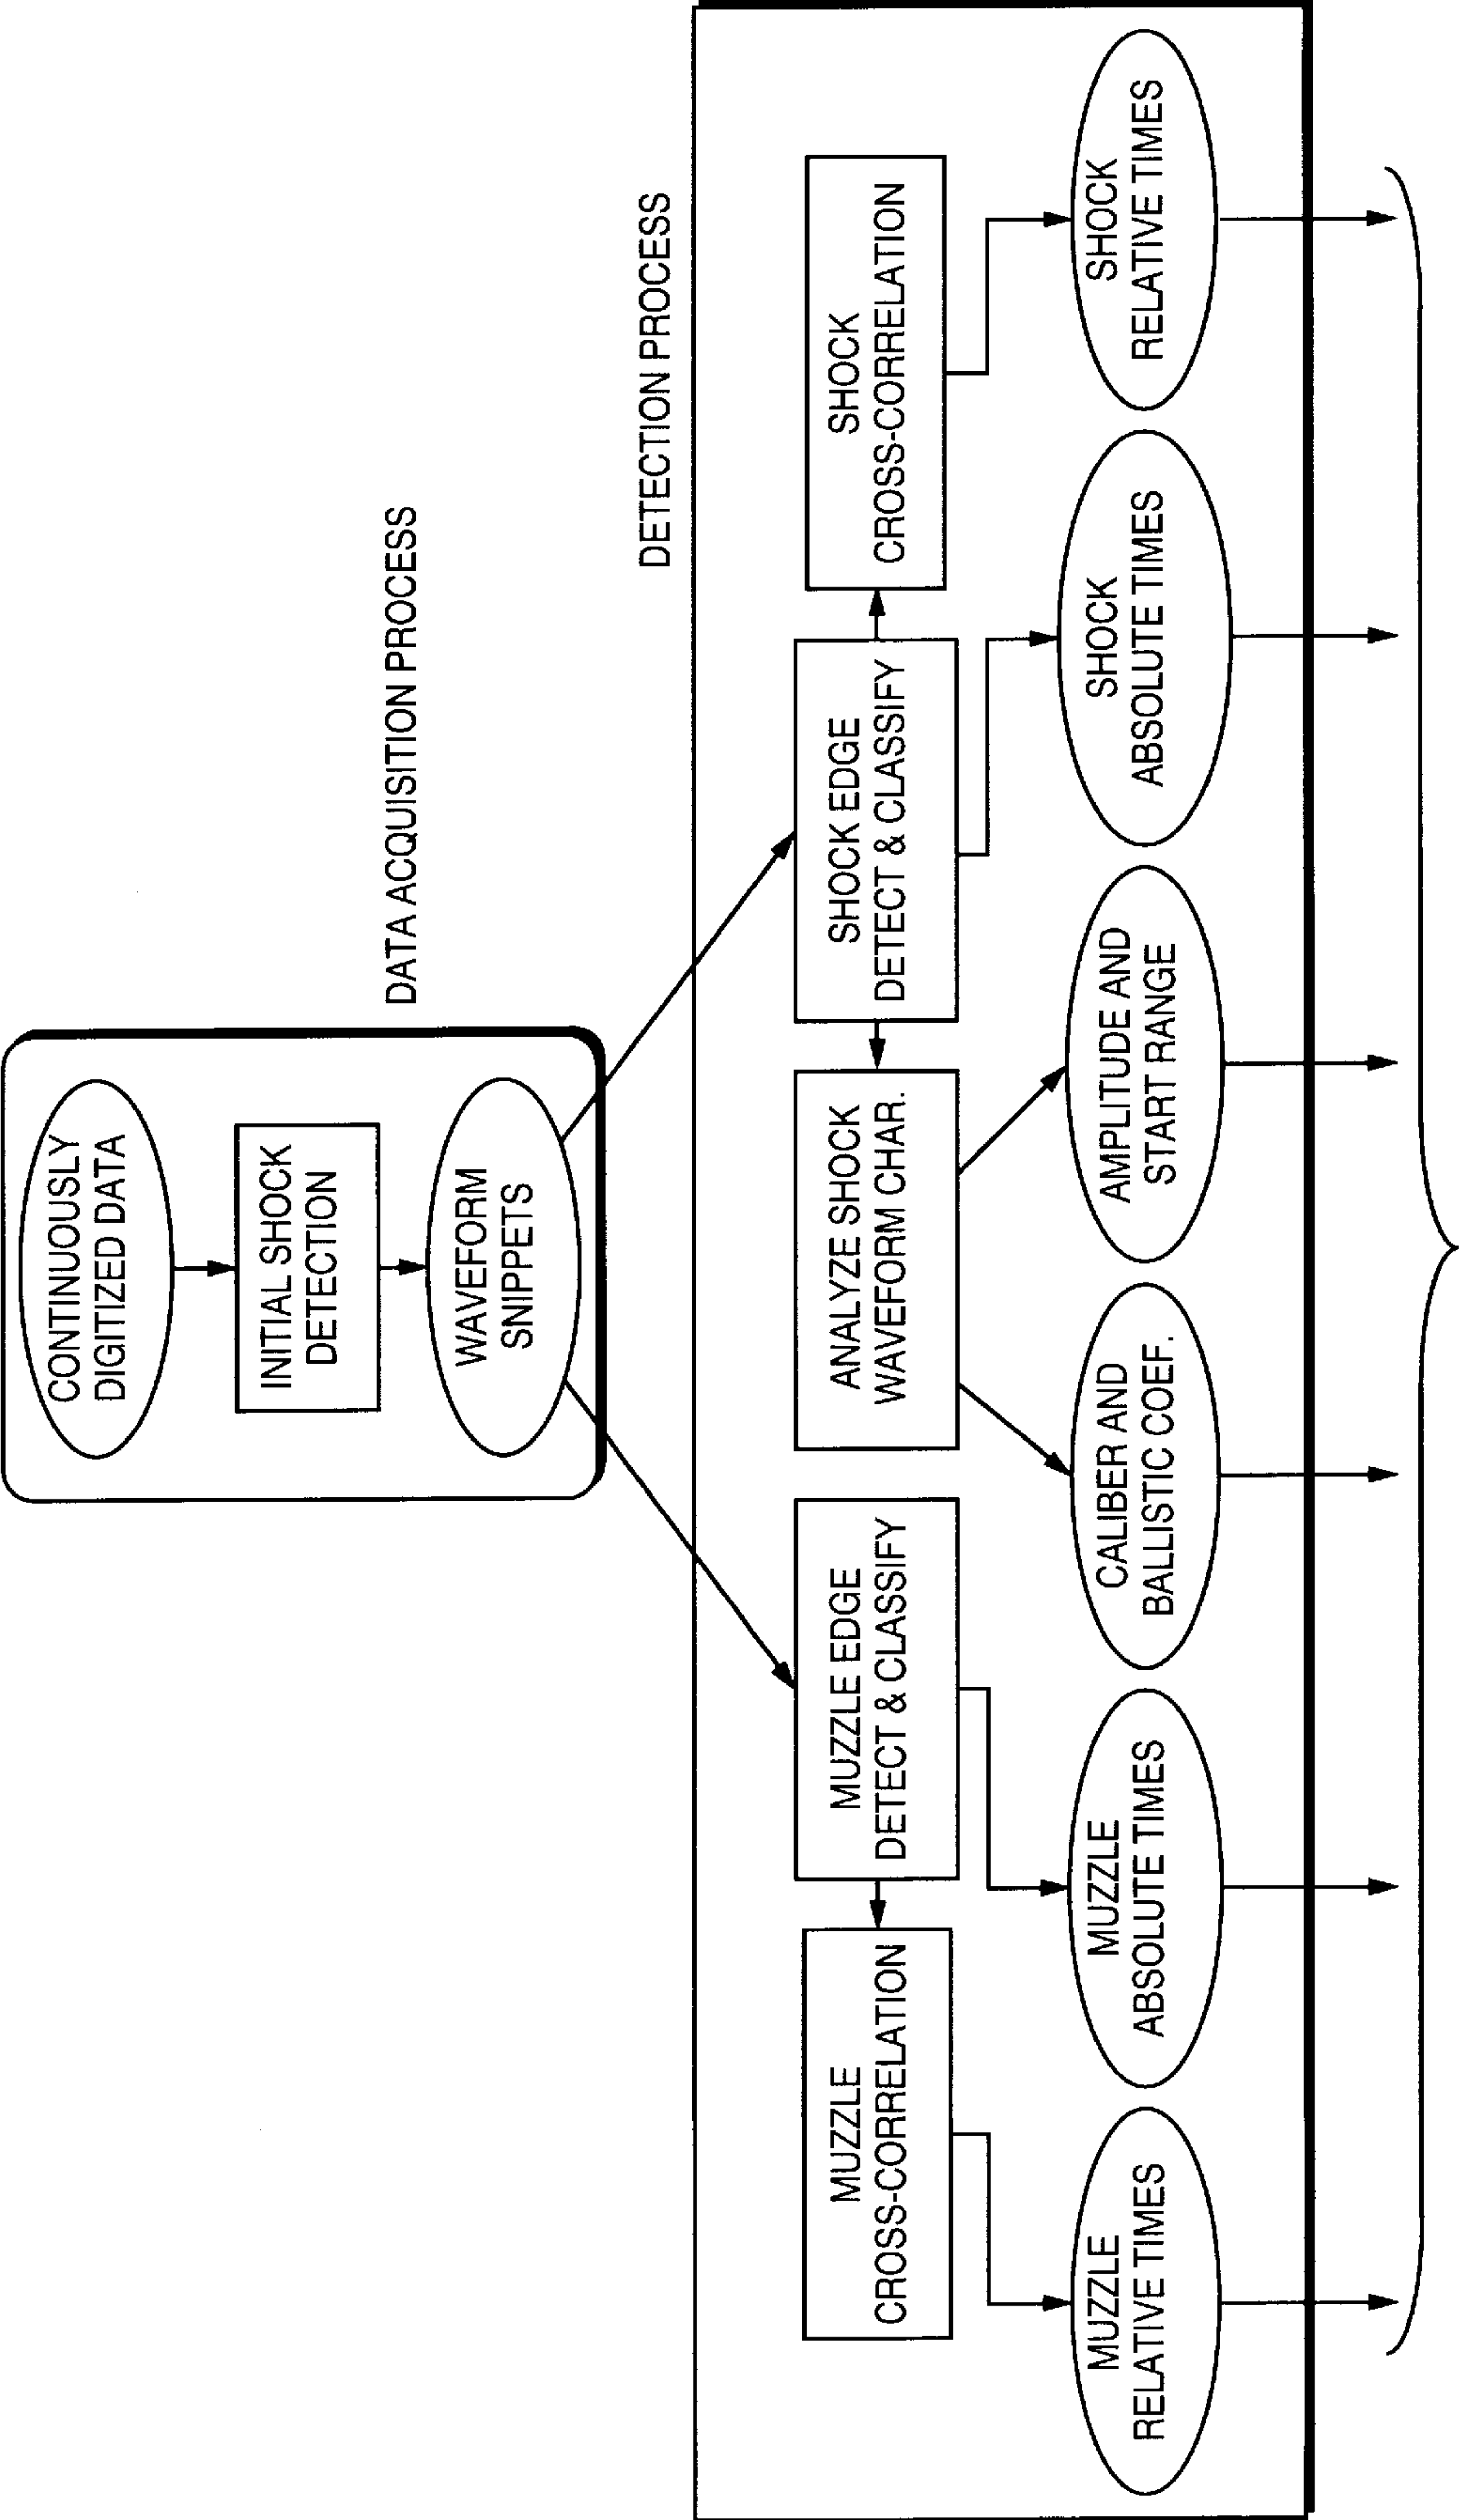 CONTINUOUSLY
DIGITIZED DATA
INITIAL SHOCK
DETECTION
WAVEFORM
SNIPPETS
DATA ACQUISITION PROCESS
DETECTION PROCESS
MUZZLE
CROSS-CORRELATION
MUZZLE EDGE
DETECT & CLASSIFY
ANALYZE SHOCK
WAVEFORM CHAR.
SHOCK EDGE
DETECT & CLASSIFY
SHOCK
CROSS-CORRELATION
MUZZLE
RELATIVE TIMES
MUZZLE
ABSOLUTE TIMES
CALIBER AND
BALLISTIC COEF.
AMPLITUDE AND
START RANGE
SHOCK
ABSOLUTE TIMES
SHOCK
RELATIVE TIMES